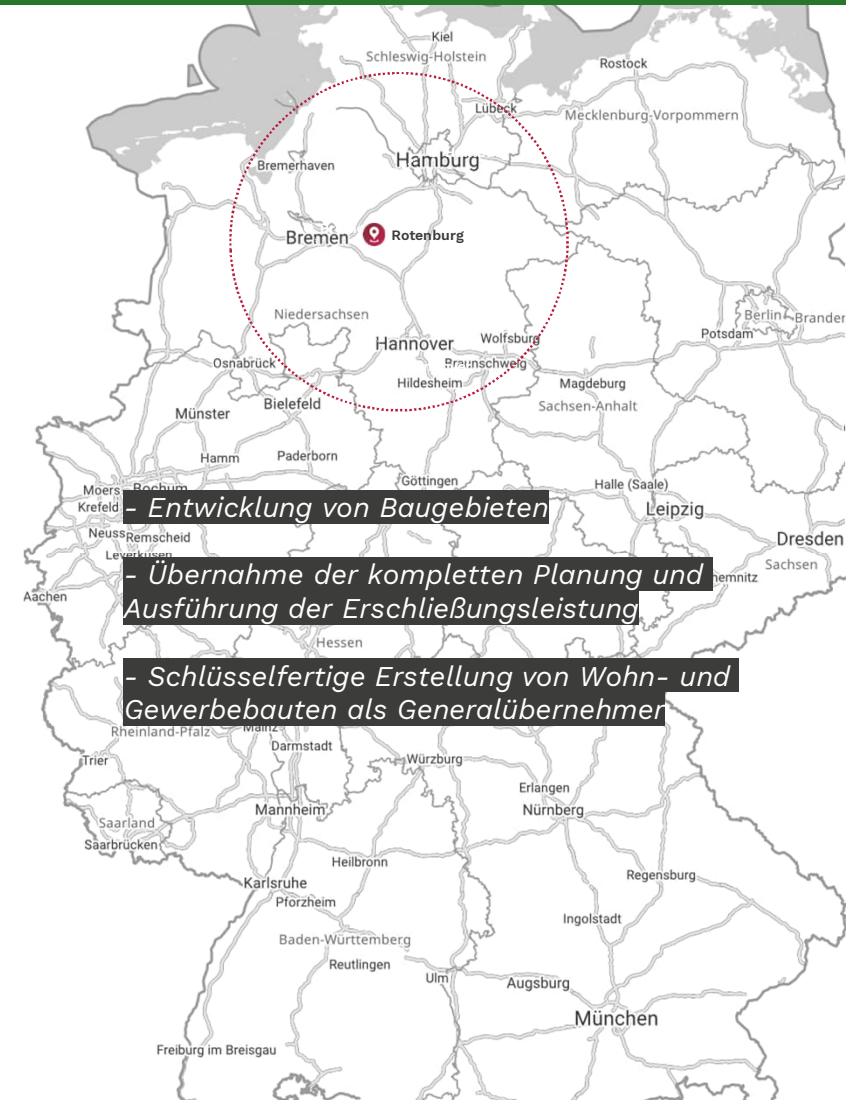 Kiel
Schleswig-Holstein
Rostock
Lübeck
Mecklenburg-Vorpommern
Hamburg
Bremerhaven
Bremen
Rotenburg
Niedersachsen
Berlin
Brander
Potsdam
Hannover
Wolfsburg
Osnabrück
Braunschweig
Hildesheim
Magdeburg
Sachsen-Anhalt
Münster
Bielefeld
Hamm
Paderborn
Göttingen
Halle (Saale)
Moers
Bochum
Krefeld
Leipzig
- Entwicklung von Baugebieten
Neuss
Remscheid
Dresden
Leverkusen
Sachsen
- Übernahme der kompletten Planung und
hemnitz
Aachen
Ausführung der Erschließungsleistung
Hessen
- Schlüsselfertige Erstellung von Wohn- und
Gewerbebauten als Generalübernehmer
Rheinland-Pfalz
Mainz
Darmstadt
Trier
Würzburg
Erlangen
Mannheim
Nürnberg
Saarland
Saarbrücken
Heilbronn
Regensburg
Karlsruhe
Pforzheim
Ingolstadt
Baden-Württemberg
Reutlingen
Ulm
Augsburg
München
Freiburg im Breisgau